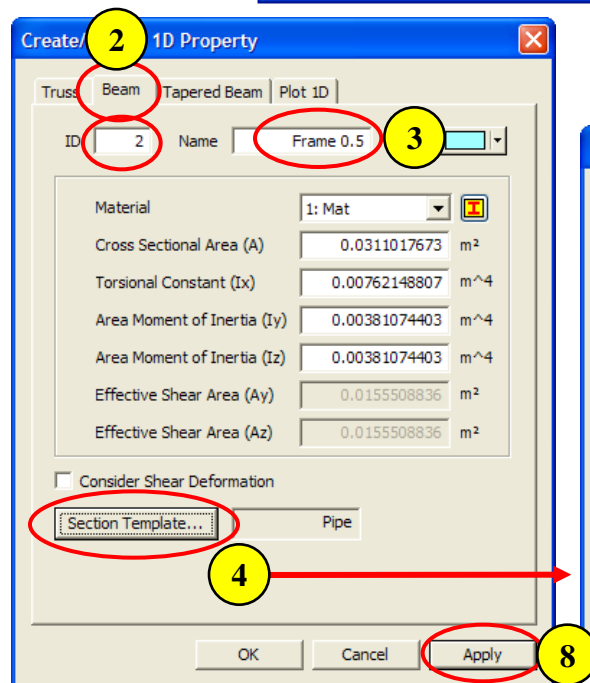 Create/ 2 1D Property
Truss Beam Tapered Beam Plot 1D
ID 2 Name Frame 0.5 3
Material 1: Mat
Cross Sectional Area (A) 0.0311017673 m²
Torsional Constant (Ix) 0.00762148807 m^4
Area Moment of Inertia (Iy) 0.00381074403 m^4
Area Moment of Inertia (Iz) 0.00381074403 m^4
Effective Shear Area (Ay) 0.0155508836 m²
Effective Shear Area (Az) 0.0155508836 m²
Consider Shear Deformation
Section Template... Pipe
4
OK Cancel Apply 8